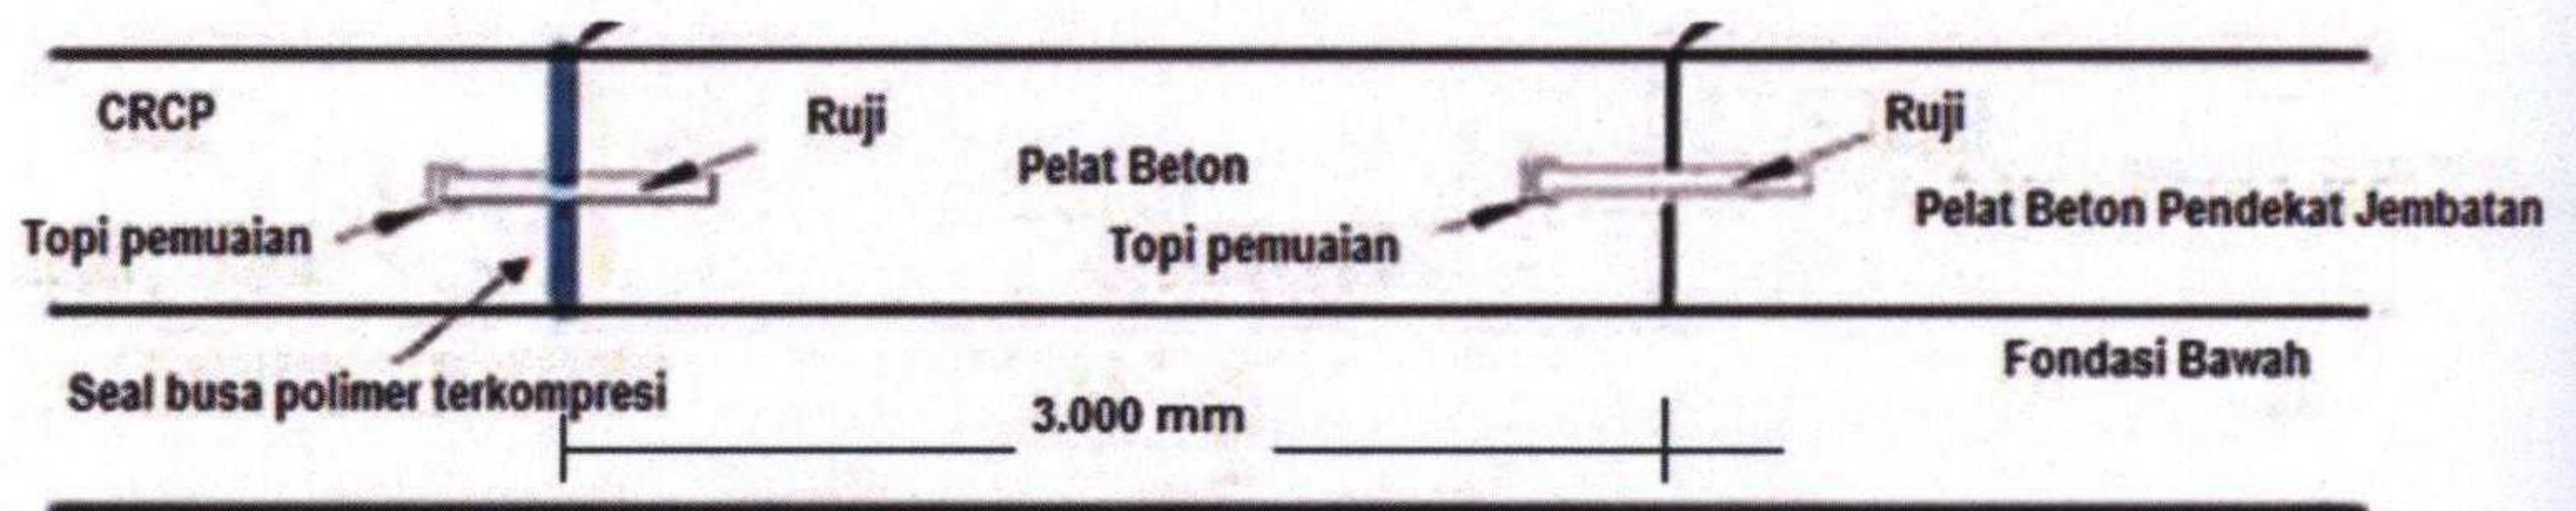 CRCP
Ruji
Ruji
Pelat Beton
Pelat Beton Pendekat Jembatan
Topi pemuaian
Topi pemuaian
Seal busa polimer terkompresi
Fondasi Bawah
3.000 mm